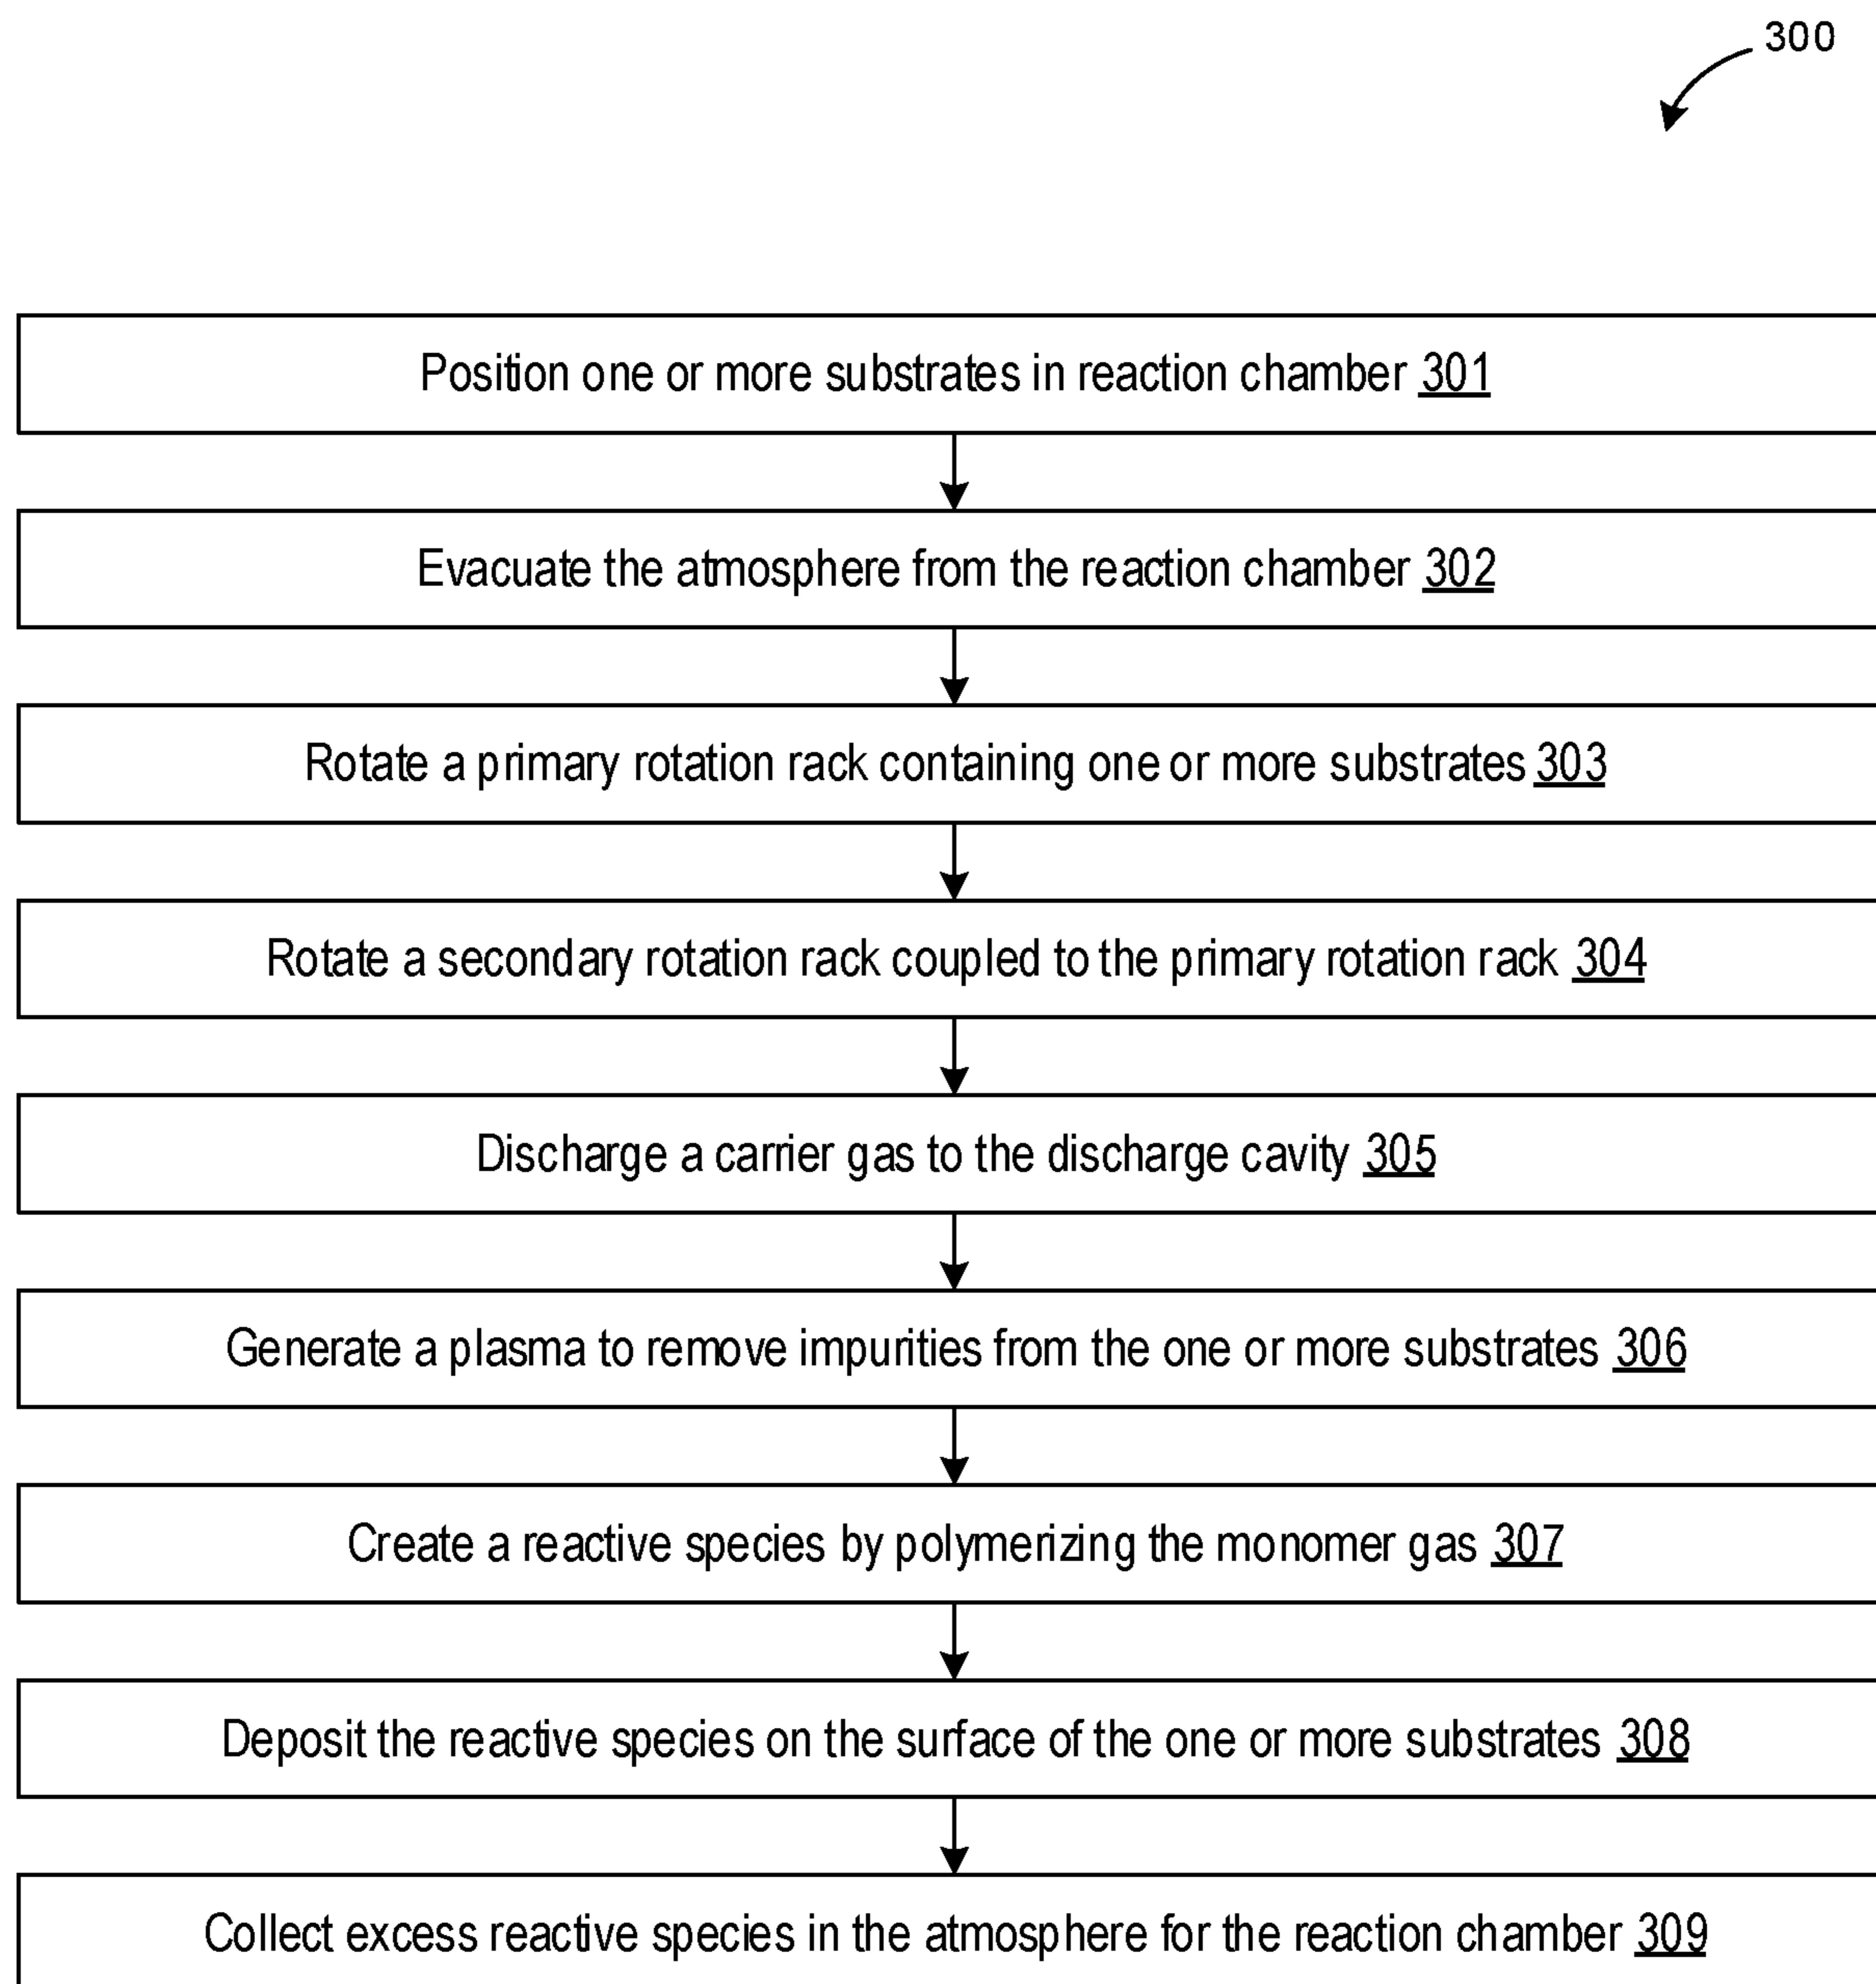 300
Position one or more substrates in reaction chamber 301
Evacuate the atmosphere from the reaction chamber 302
Rotate a primary rotation rack containing one or more substrates 303
Rotate a secondary rotation rack coupled to the primary rotation rack 304
Discharge a carrier gas to the discharge cavity 305
Generate a plasma to remove impurities from the one or more substrates 306
Create a reactive species by polymerizing the monomer gas 307
Deposit the reactive species on the surface of the one or more substrates 308
Collect excess reactive species in the atmosphere for the reaction chamber 309